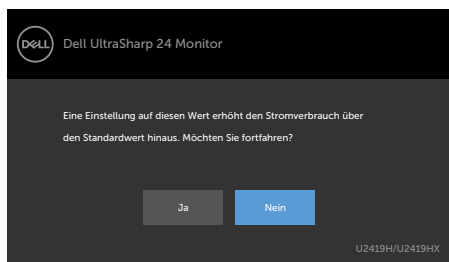 DELL
Dell UltraSharp 24 Monitor
Eine Einstellung auf diesen Wert erhöht den Stromverbrauch über
den Standardwert hinaus. Möchten Sie fortfahren?
Ja
Nein
U2419H/U2419HX